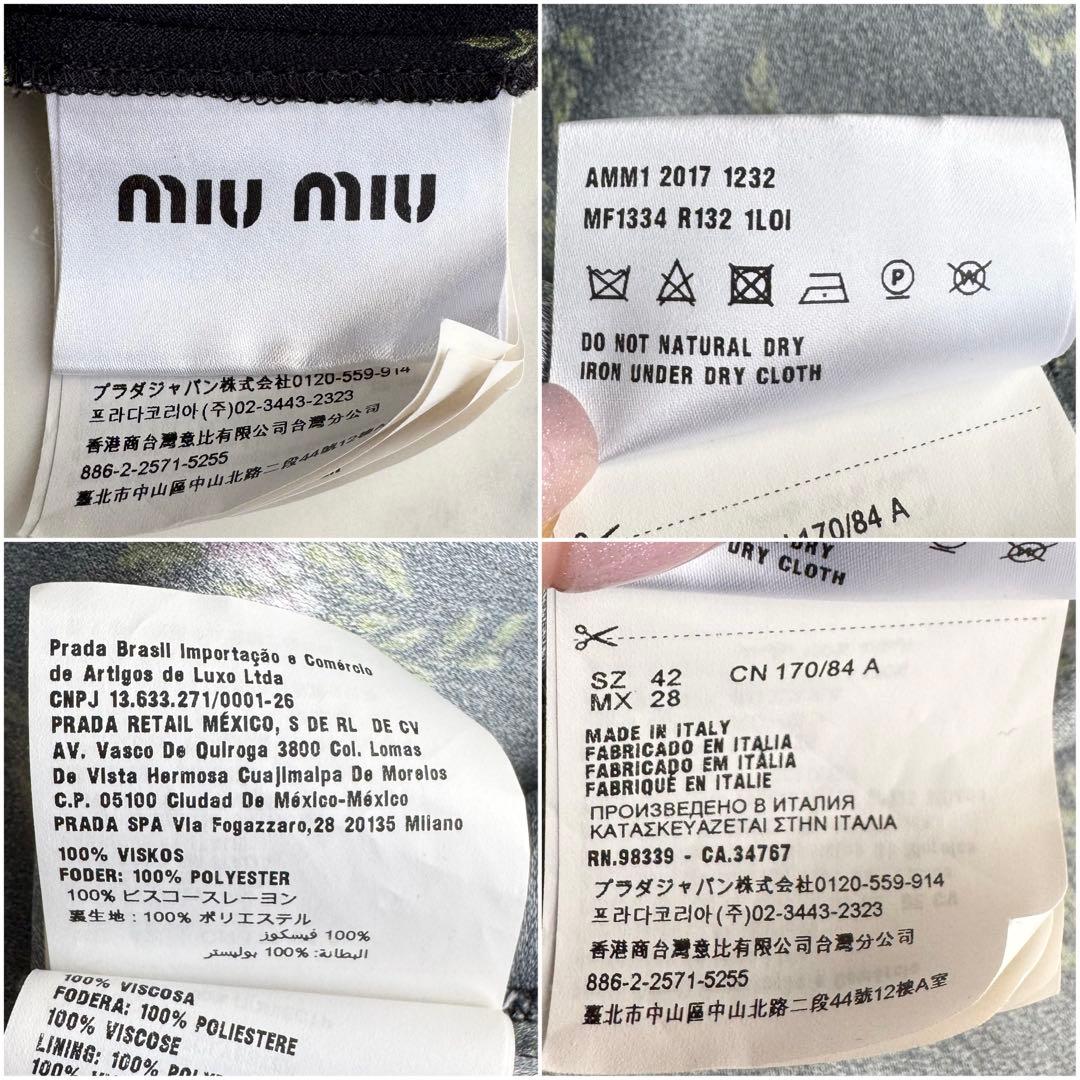 miu miu
プラダジャパン株式会社0120-559-914
프라다코리아(주)02-3443-2323
香港商台灣意比有限公司台灣分公司
886-2-2571-5255
臺北市中山區中山北路二段44號12樓A
AMM1 2017 1232
MF1334 R132 1LOI
P
W
DO NOT NATURAL DRY
IRON UNDER DRY CLOTH
170/84 A
Prada Brasil Importação e Comércio
de Artigos de Luxo Ltda
CNPJ 13.633.271/0001-26
PRADA RETAIL MÉXICO, S DE RL DE CV
AV. Vasco De Quiroga 3800 Col. Lomas
De Vista Hermosa Cuajimalpa De Morelos
C.P. 05100 Ciudad De México-México
PRADA SPA Via Fogazzaro,28 20135 Milano
100% VISKOS
FODER: 100% POLYESTER
100% ビスコースレーヨン
裏生地：100% ポリエステル
100% فيسكوز
البطانة: 100% بوليستر
100% VISCOSA
FODERA: 100% POLIESTERE
100% VISCOSE
LINING: 100%
100%
DRY
DRY CLOTH
SZ 42 CN 170/84 A
MX 28
MADE IN ITALY
FABRICADO EN ITALIA
FABRICADO EM ITÁLIA
FABRIQUÉ EN ITALIE
ПРОИЗВЕДЕНО В ИТАЛИЯ
ΚΑΤΑΣΚΕΥΑΖΕΤΑΙ ΣΤΗΝ ΙΤΑΛΙΑ
RN.98339 - CA.34767
プラダジャパン株式会社0120-559-914
프라다코리아(주)02-3443-2323
香港商台灣意比有限公司台灣分公司
886-2-2571-5255
臺北市中山區中山北路二段44號12樓A室